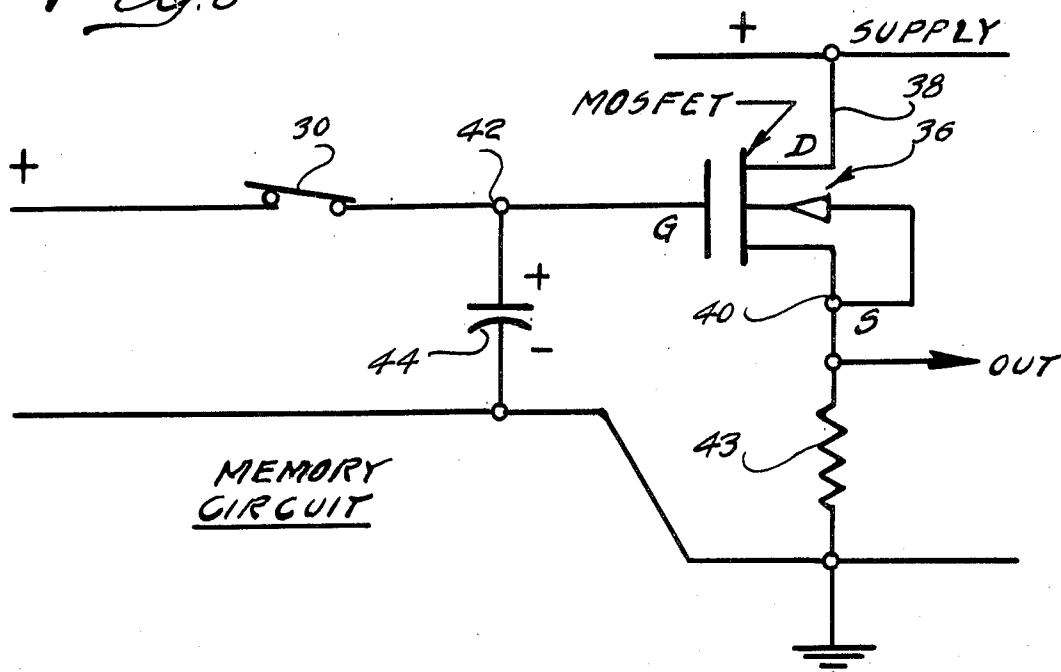 + SUPPLY
MOSFET
38
30
42
D
36
+
G
+
40
S
44
-
OUT
43
MEMORY
CIRCUIT